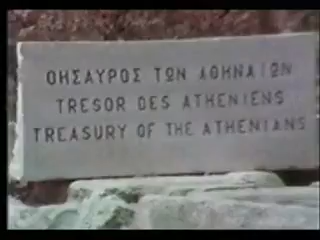 ΘΗΣΑΥΡΟΣ ΤΩΝ ΑΘΗΝΑΙΩΝ
TRESOR DES ATHENIENS
TREASURY OF THE ATHENIANS